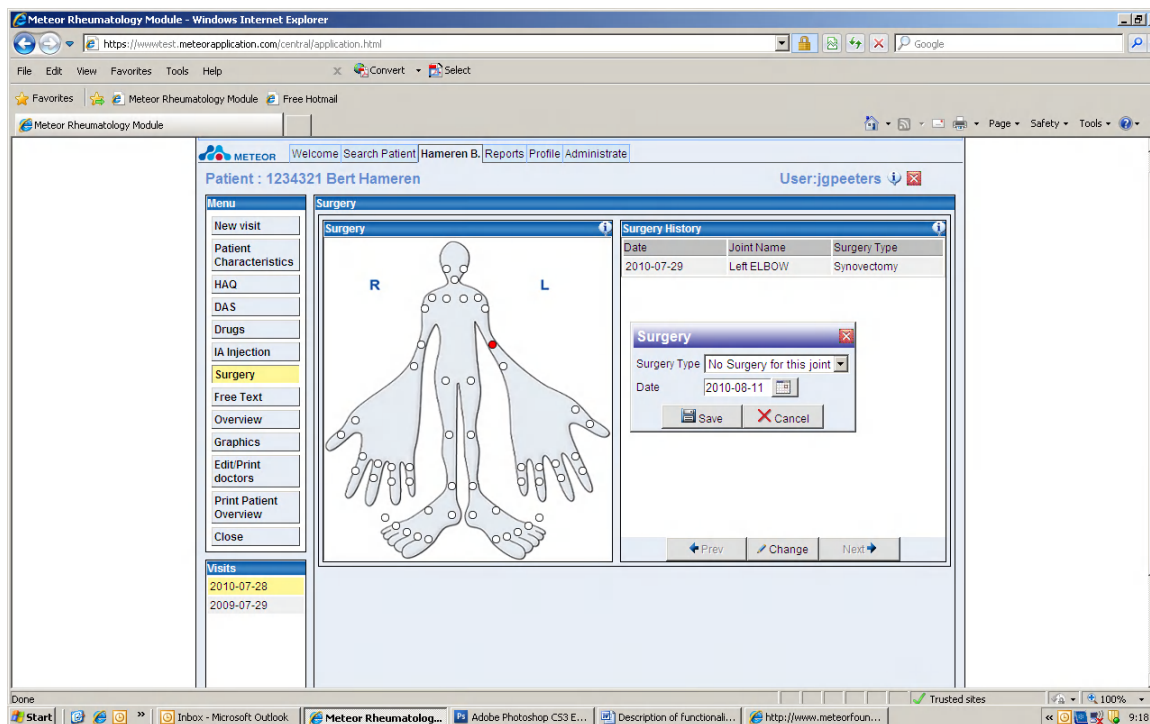 Meteor Rheumatology Module - Windows Internet Explorer
https://wwwtest.meteorapplication.com/central/application.html
Google
File Edit View Favorites Tools Help
Convert Select
Favorites Meteor Rheumatology Module Free Hotmail
Meteor Rheumatology Module
Page Safety Tools
METEOR Welcome Search Patient Hameren B. Reports Profile Administrate
Patient : 1234321 Bert Hameren
User:jgpeeters
Menu
New visit
Patient
Characteristics
HAQ
DAS
Drugs
IA Injection
Surgery
Free Text
Overview
Graphics
Edit/Print
doctors
Print Patient
Overview
Close
Visits
2010-07-28
2009-07-29
Surgery
Surgery
R L
Surgery History
Date Joint Name Surgery Type
2010-07-29 Left ELBOW Synovectomy
Surgery
Surgery Type No Surgery for this joint
Date 2010-08-11
Save Cancel
Prev Change Next
Done Trusted sites 100%
Start » Inbox - Microsoft Outlook Meteor Rheumatolog... Adobe Photoshop CS3 E... Description of functionali... http://www.meteorfoun... « 9:18